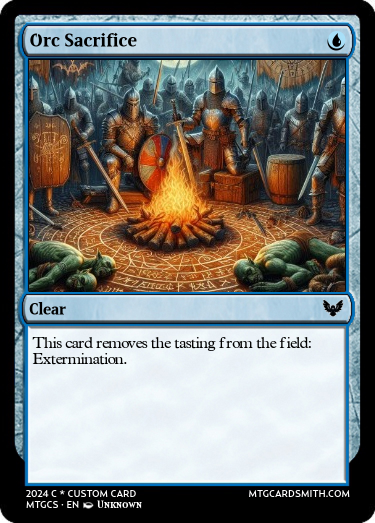 Orc Sacrifice
Clear
This card removes the tasting from the field:
Extermination.
2024 C * CUSTOM CARD
MTGCS · EN UNKNOWN
MTGCARDSMITH.COM